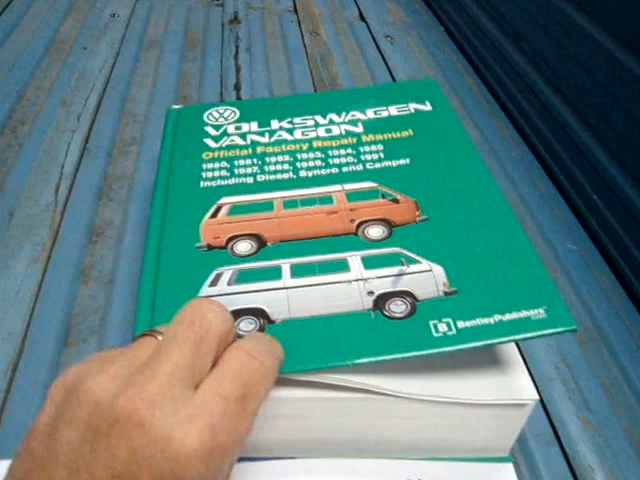 VOLKSWAGEN
VANAGON
Official Factory Repair Manual
1980, 1981, 1982, 1983, 1984, 1985
1986, 1987, 1988, 1989, 1990, 1991
Including Diesel, Syncro and Camper
B BentleyPublishers